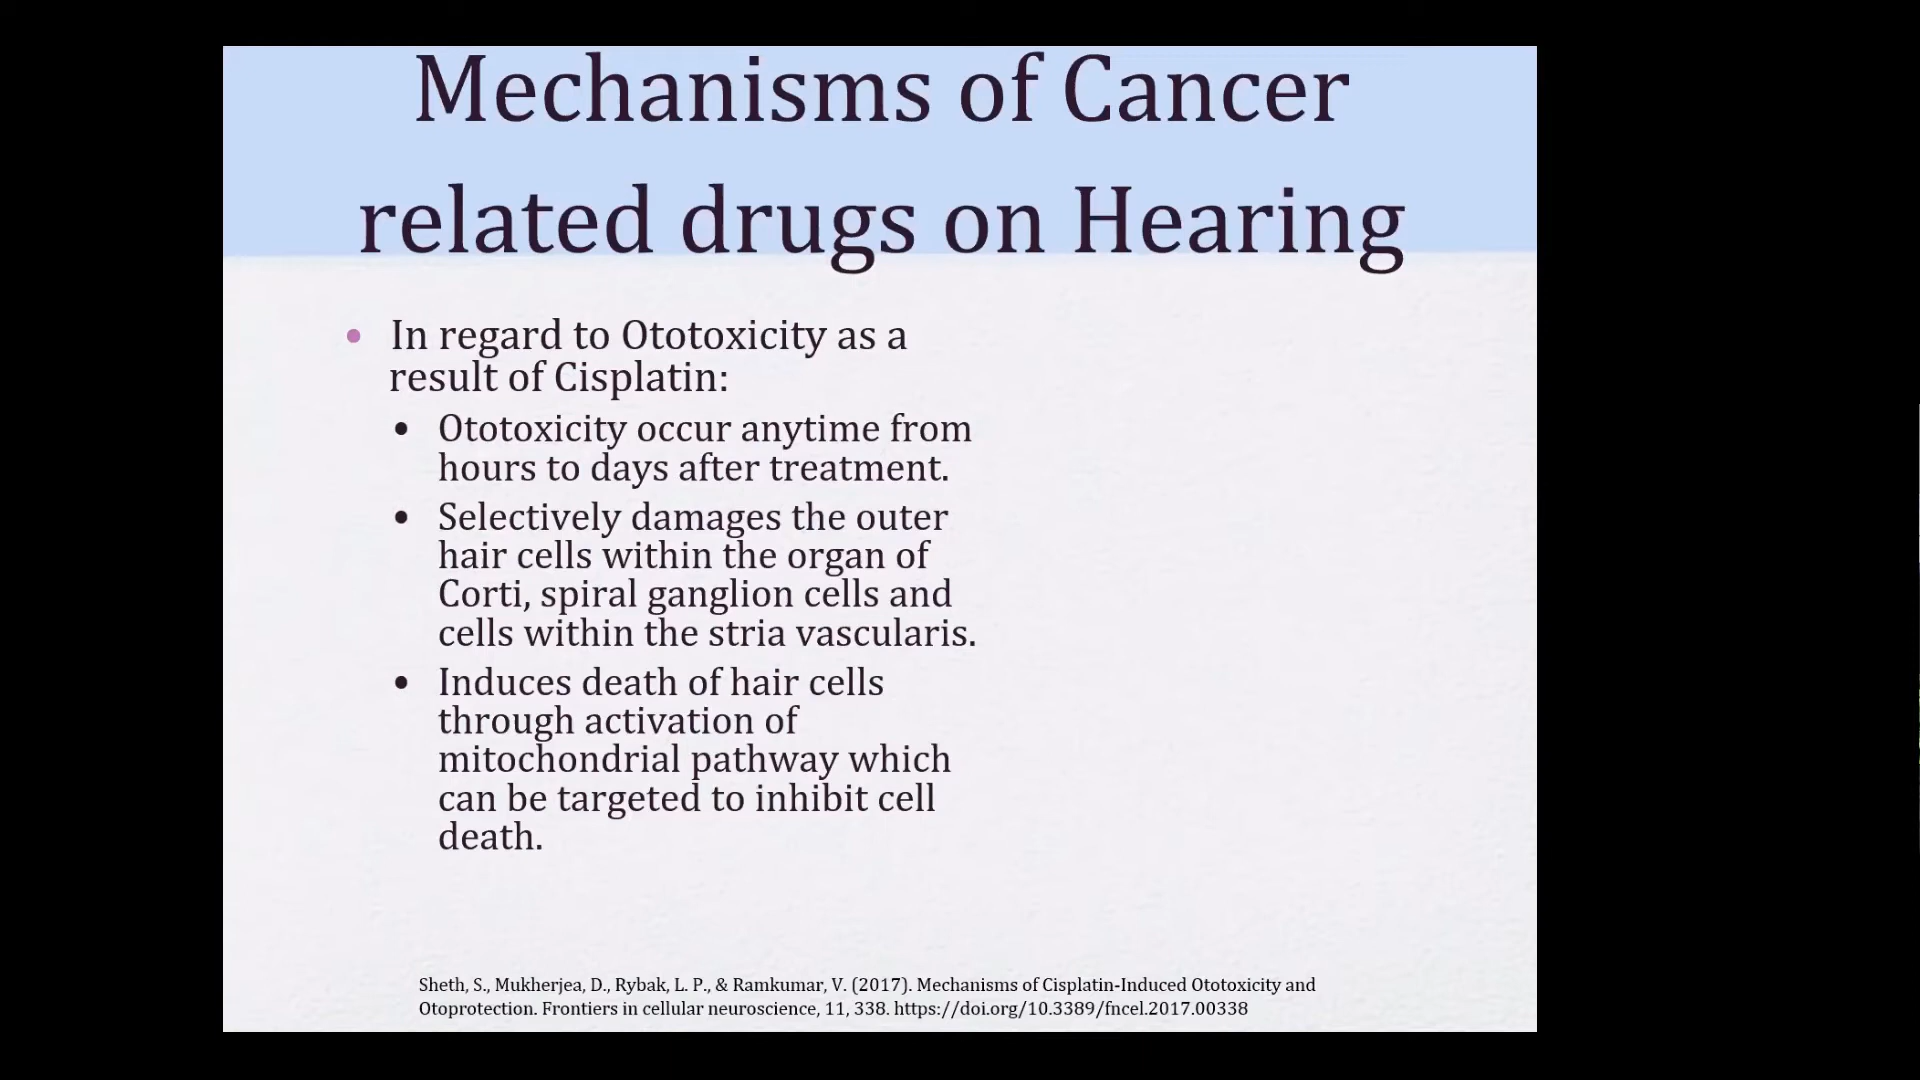 Mechanisms of Cancer
related drugs on Hearing
• In regard to Ototoxicity as a
result of Cisplatin:
• Ototoxicity occur anytime from
hours to days after treatment.
• Selectively damages the outer
hair cells within the organ of
Corti, spiral ganglion cells and
cells within the stria vascularis.
• Induces death of hair cells
through activation of
mitochondrial pathway which
can be targeted to inhibit cell
death.
Sheth, S., Mukherjea, D., Rybak, L. P., & Ramkumar, V. (2017). Mechanisms of Cisplatin-Induced Ototoxicity and
Otoprotection. Frontiers in cellular neuroscience, 11, 338. https://doi.org/10.3389/fncel.2017.00338